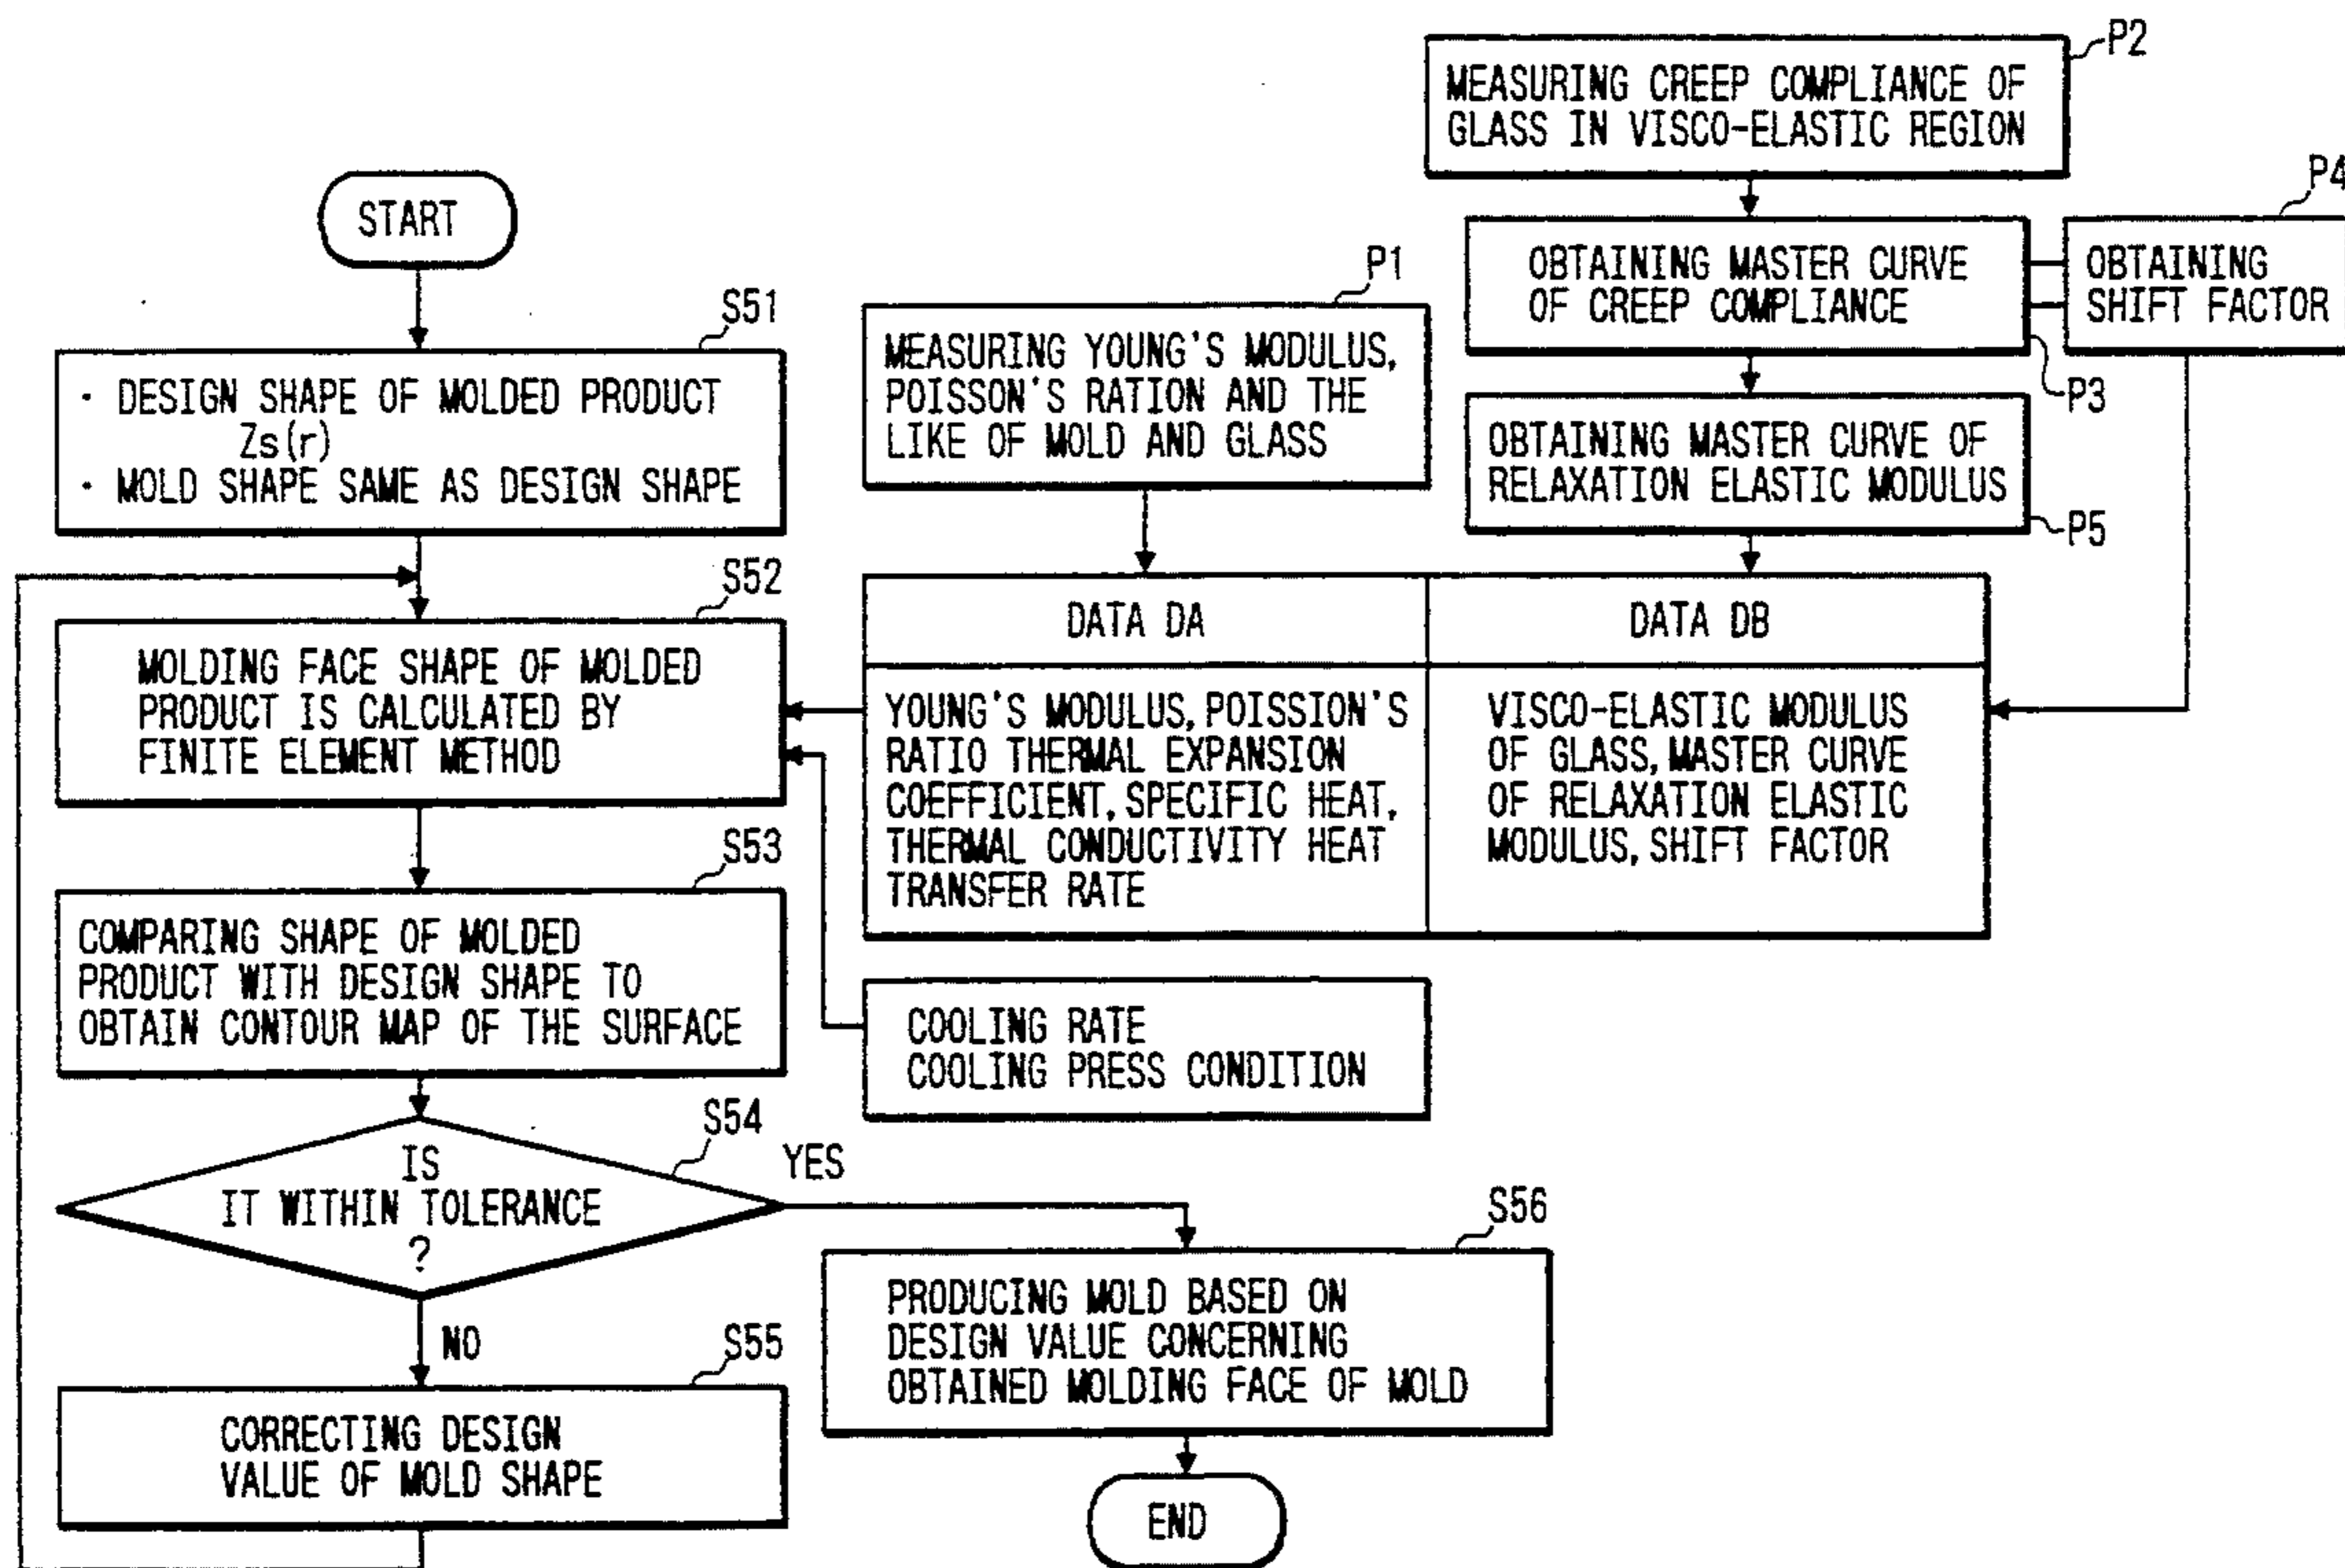 START
S51
· DESIGN SHAPE OF MOLDED PRODUCT
Zs(r)
· MOLD SHAPE SAME AS DESIGN SHAPE
S52
MOLDING FACE SHAPE OF MOLDED
PRODUCT IS CALCULATED BY
FINITE ELEMENT METHOD
S53
COMPARING SHAPE OF MOLDED
PRODUCT WITH DESIGN SHAPE TO
OBTAIN CONTOUR MAP OF THE SURFACE
S54
IS
IT WITHIN TOLERANCE
?
YES
NO
S55
CORRECTING DESIGN
VALUE OF MOLD SHAPE
P1
MEASURING YOUNG'S MODULUS,
POISSON'S RATION AND THE
LIKE OF MOLD AND GLASS
P2
MEASURING CREEP COMPLIANCE OF
GLASS IN VISCO-ELASTIC REGION
OBTAINING MASTER CURVE
OF CREEP COMPLIANCE
P3
P4
OBTAINING
SHIFT FACTOR
OBTAINING MASTER CURVE OF
RELAXATION ELASTIC MODULUS
P5
DATA DA
YOUNG'S MODULUS, POISSION'S
RATIO THERMAL EXPANSION
COEFFICIENT, SPECIFIC HEAT,
THERMAL CONDUCTIVITY HEAT
TRANSFER RATE
DATA DB
VISCO-ELASTIC MODULUS
OF GLASS, MASTER CURVE
OF RELAXATION ELASTIC
MODULUS, SHIFT FACTOR
COOLING RATE
COOLING PRESS CONDITION
S56
PRODUCING MOLD BASED ON
DESIGN VALUE CONCERNING
OBTAINED MOLDING FACE OF MOLD
END